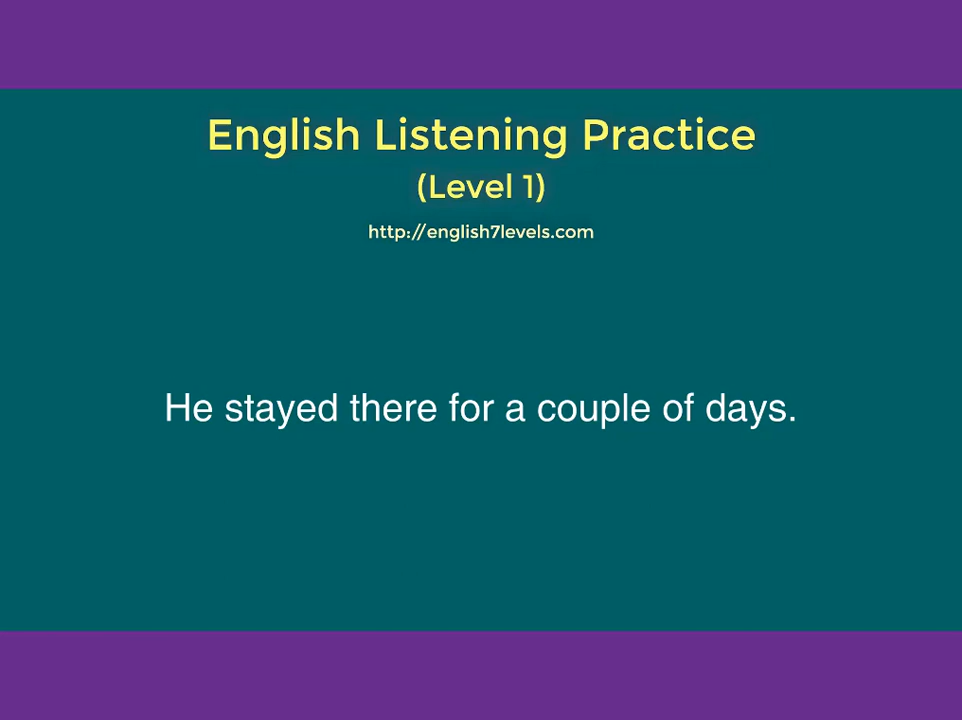 English Listening Practice
(Level 1)
http://english7levels.com
He stayed there for a couple of days.